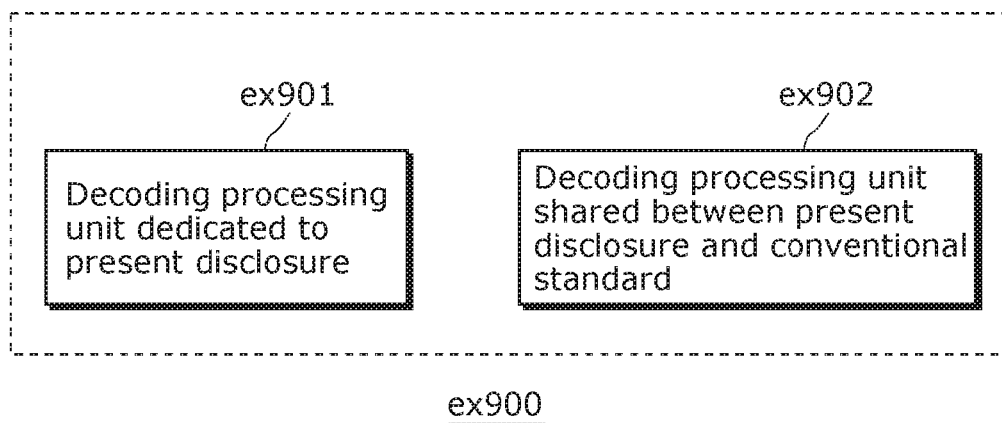 ex901
ex902
Decoding processing
unit dedicated to
present disclosure
Decoding processing unit
shared between present
disclosure and conventional
standard
ex900